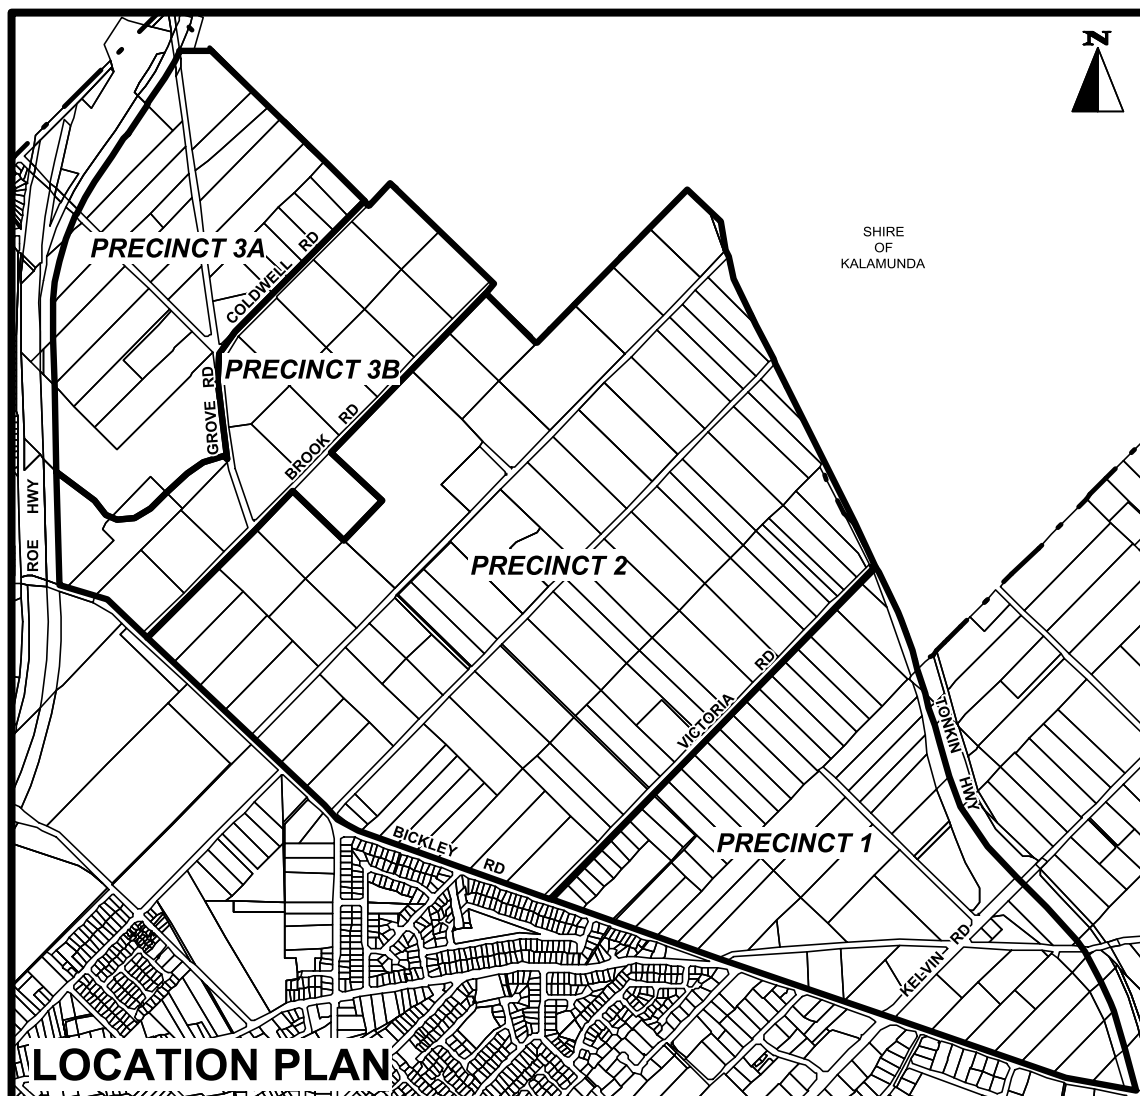 N
SHIRE
OF
KALAMUNDA
PRECINCT 3A
COLDWELL RD
PRECINCT 3B
GROVE RD
BROOK RD
ROE HWY
PRECINCT 2
VICTORIA RD
TONKIN HWY
PRECINCT 1
BICKLEY RD
KELVIN RD
LOCATION PLAN